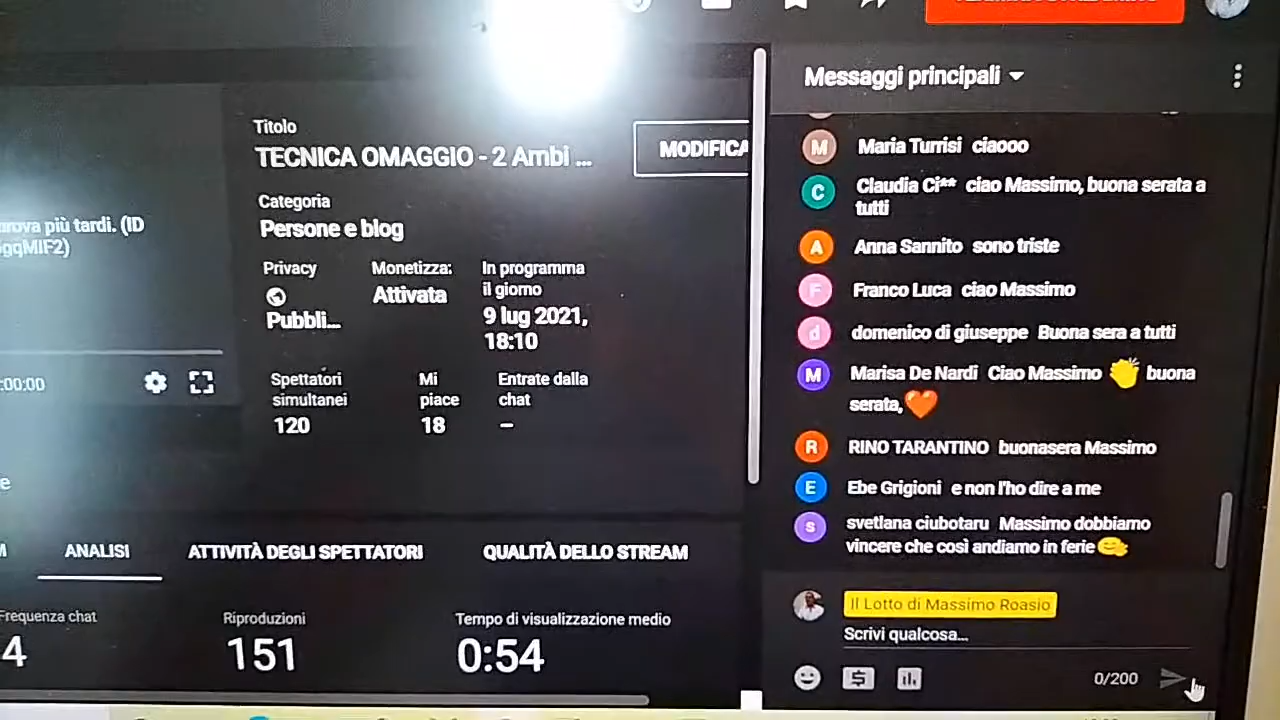 Messaggi principali
Titolo
TECNICA OMAGGIO - 2 Ambi ...
MODIFICA
Categoria
Persone e blog
prova più tardi. (ID
Privacy
Monetizza:
In programma
il giorno
Attivata
Pubbli...
9 lug 2021,
18:10
:00:00
Spettatori
simultanei
Mi
piace
Entrate dalla
chat
120
18
–
ANALISI
ATTIVITÀ DEGLI SPETTATORI
QUALITÀ DELLO STREAM
Frequenza chat
Riproduzioni
Tempo di visualizzazione medio
4
151
0:54
M Maria Turrisi ciaooo
C Claudia Ci** ciao Massimo, buona serata a
tutti
A Anna Sannito sono triste
F Franco Luca ciao Massimo
d domenico di giuseppe Buona sera a tutti
M Marisa De Nardi Ciao Massimo 👏 buona
serata,❤️
R RINO TARANTINO buonasera Massimo
E Ebe Grigioni e non l'ho dire a me
s svetlana ciubotaru Massimo dobbiamo
vincere che così andiamo in ferie🤗
Il Lotto di Massimo Roasio
Scrivi qualcosa...
0/200